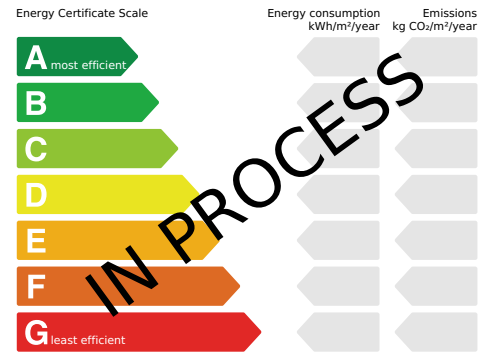 Energy Certificate Scale
Energy consumption
kWh/m²/year
Emissions
kg CO₂/m²/year
A most efficient
B
C
D
E
F
G least efficient
IN PROCESS